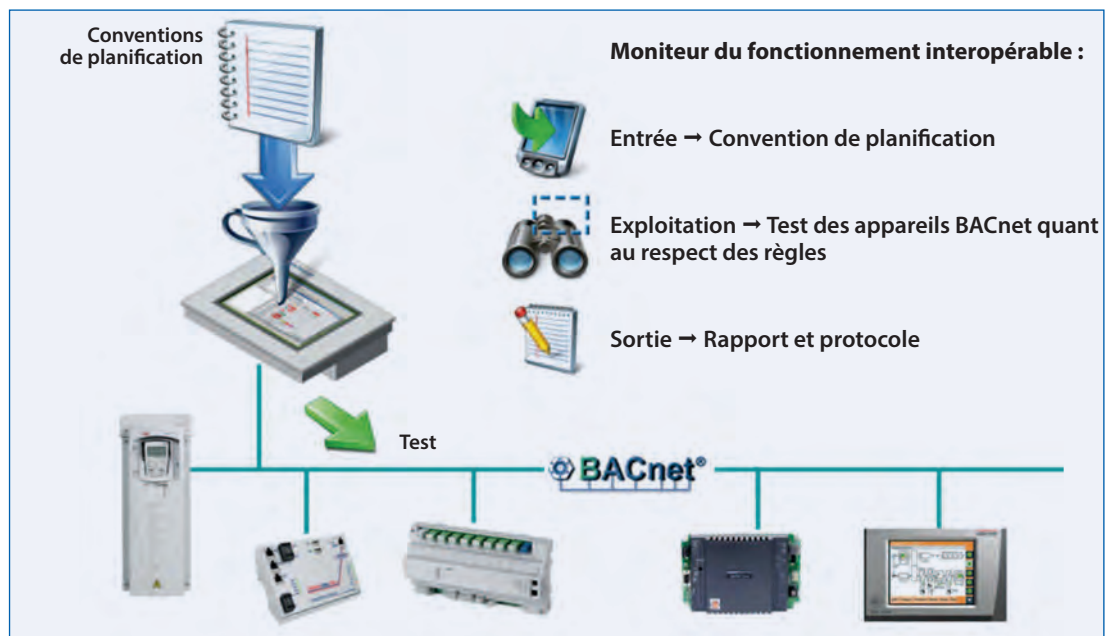 Conventions
de planification
Moniteur du fonctionnement interopérable :
Entrée → Convention de planification
Exploitation → Test des appareils BACnet quant
au respect des règles
Sortie → Rapport et protocole
Test
BACnet®